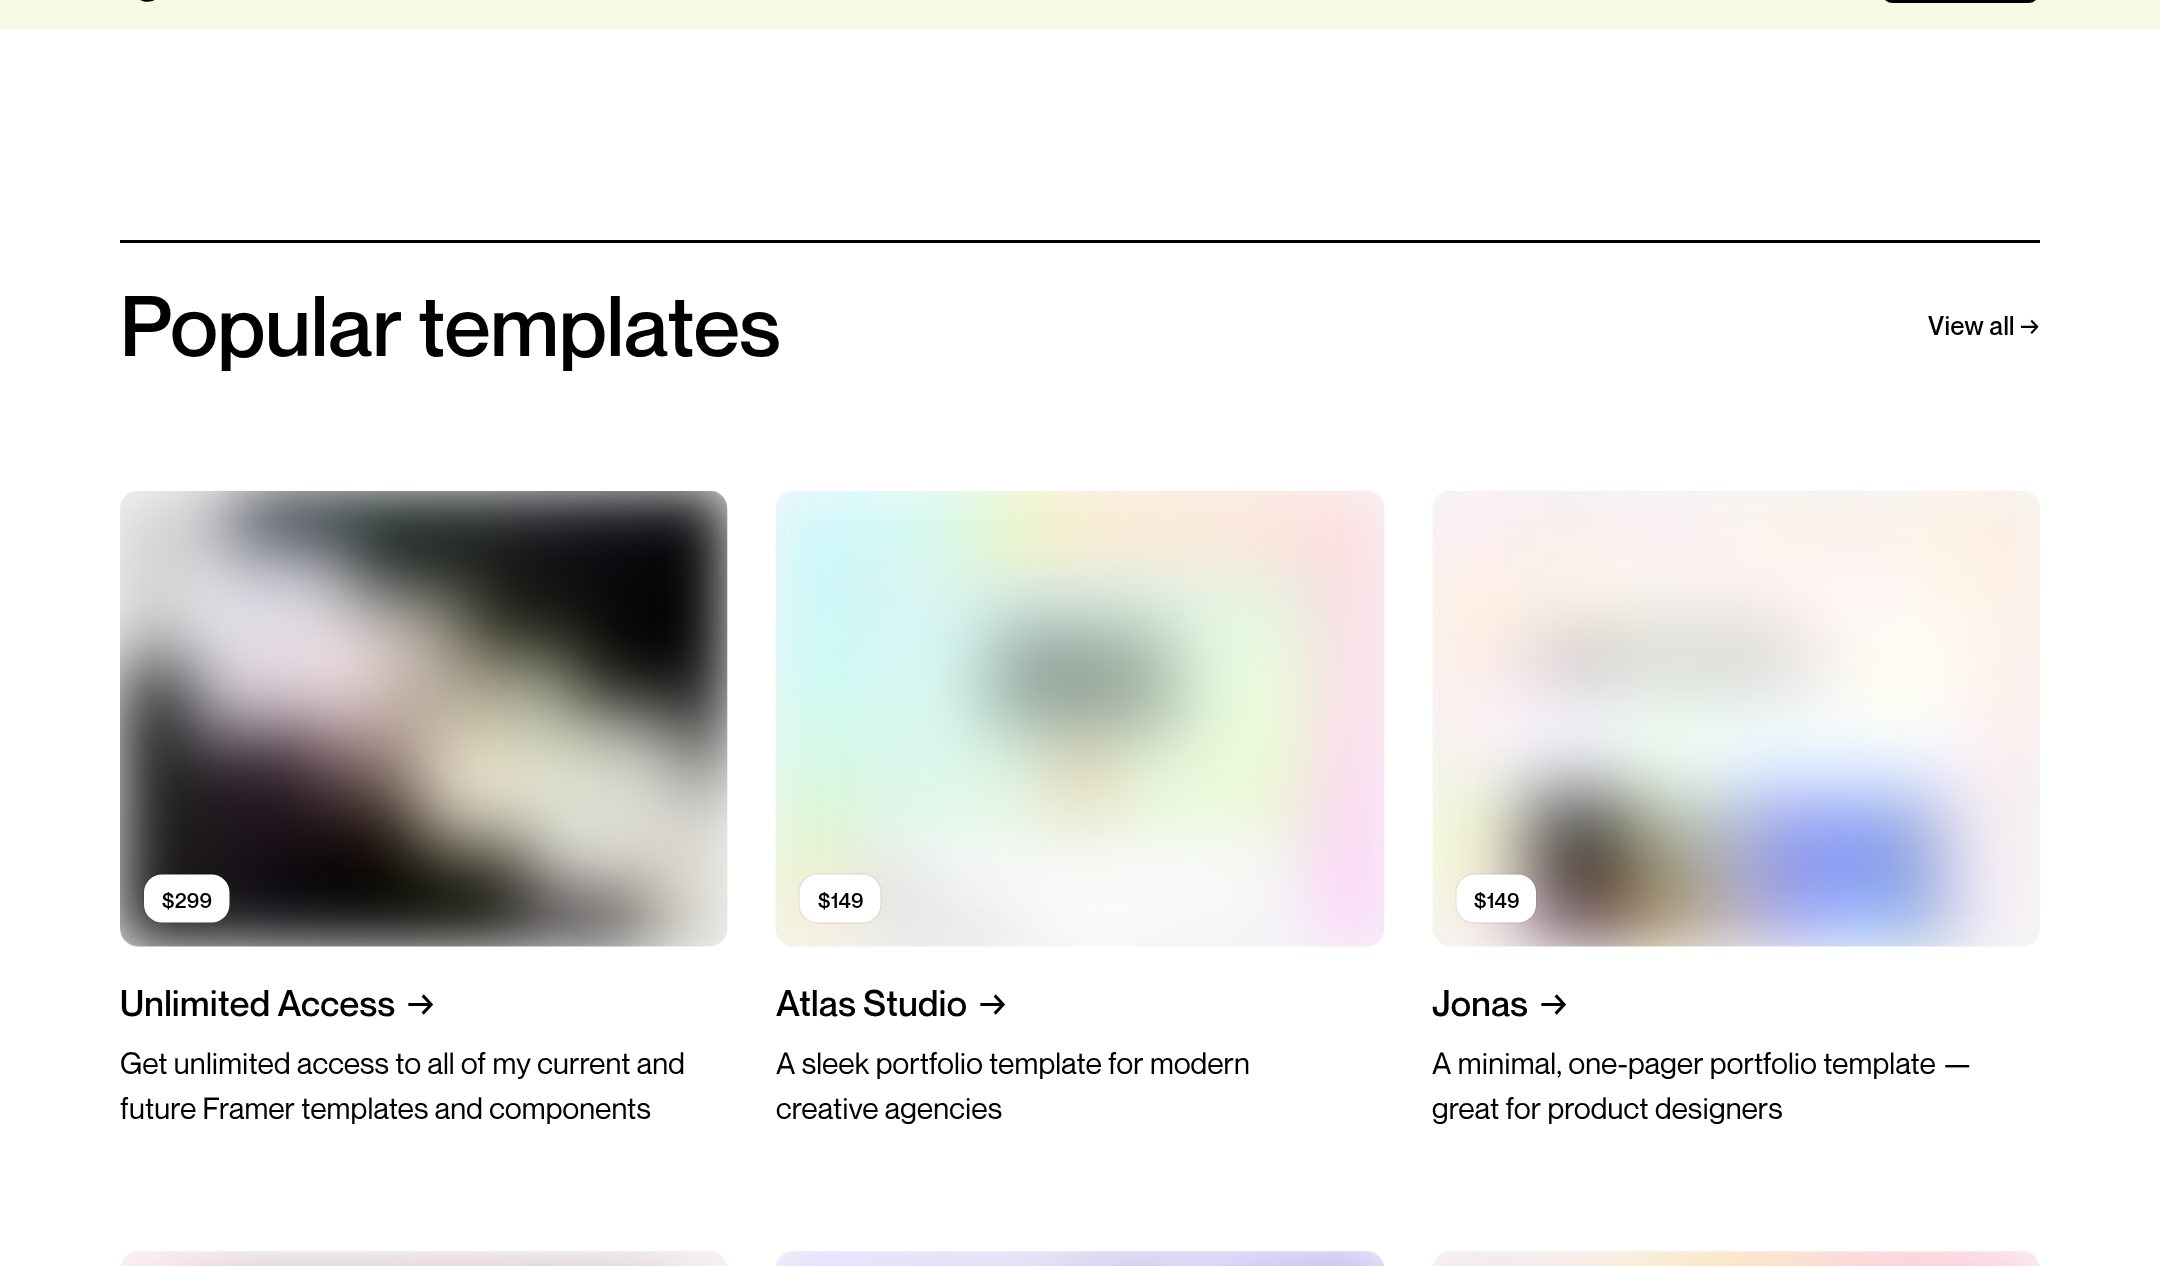 Popular templates
View all →
$299
$149
$149
Unlimited Access →
Get unlimited access to all of my current and
future Framer templates and components
Atlas Studio →
A sleek portfolio template for modern
creative agencies
Jonas →
A minimal, one-pager portfolio template —
great for product designers